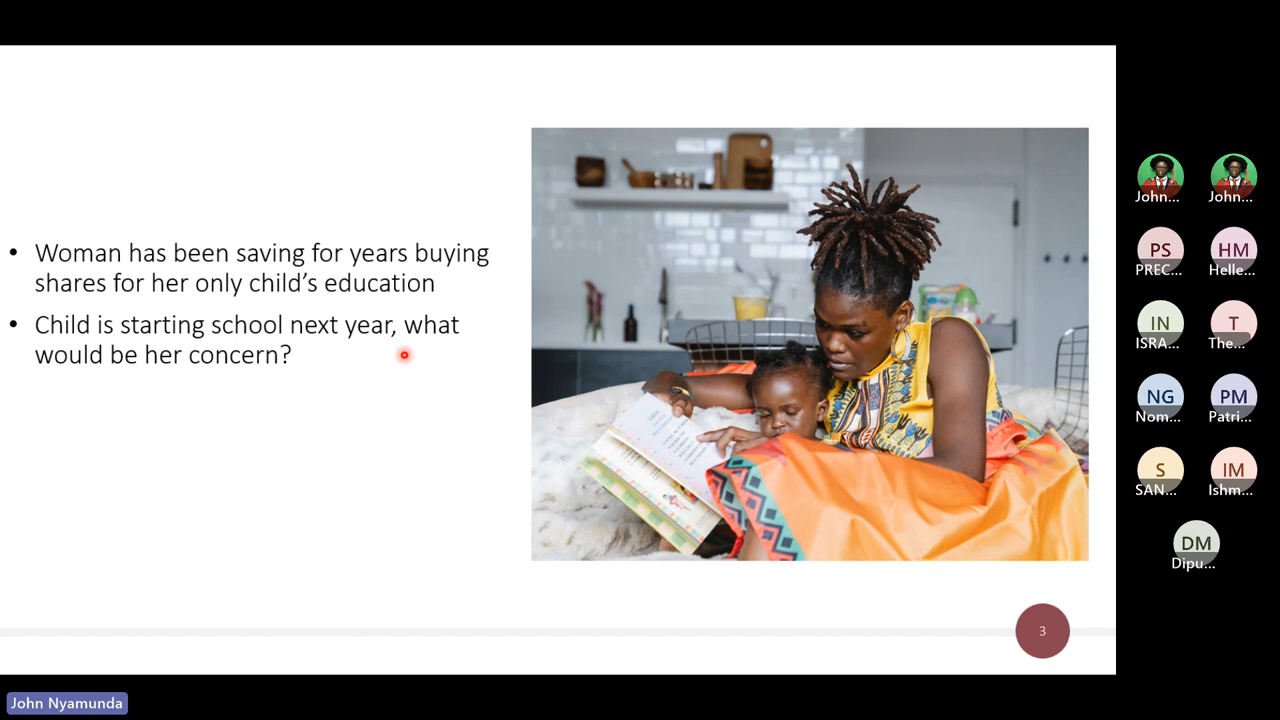 • Woman has been saving for years buying
shares for her only child’s education
• Child is starting school next year, what
would be her concern?
3
John...
John...
PS
PREC...
HM
Helle...
IN
ISRA...
T
The...
NG
Nom...
PM
Patri...
S
SAN...
IM
Ishm...
DM
Dipu...
John Nyamunda